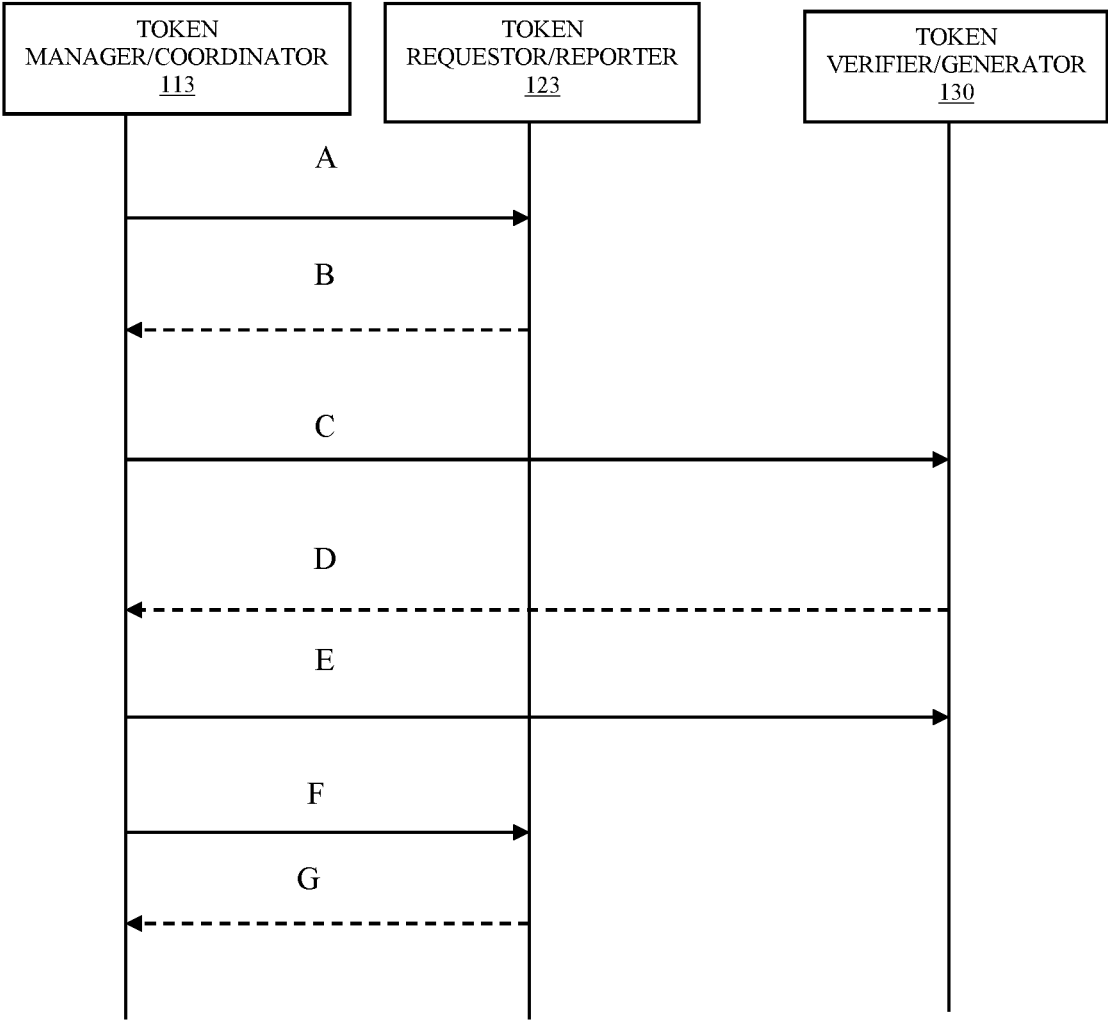 TOKEN
MANAGER/COORDINATOR
113
TOKEN
REQUESTOR/REPORTER
123
TOKEN
VERIFIER/GENERATOR
130
A
B
C
D
E
F
G